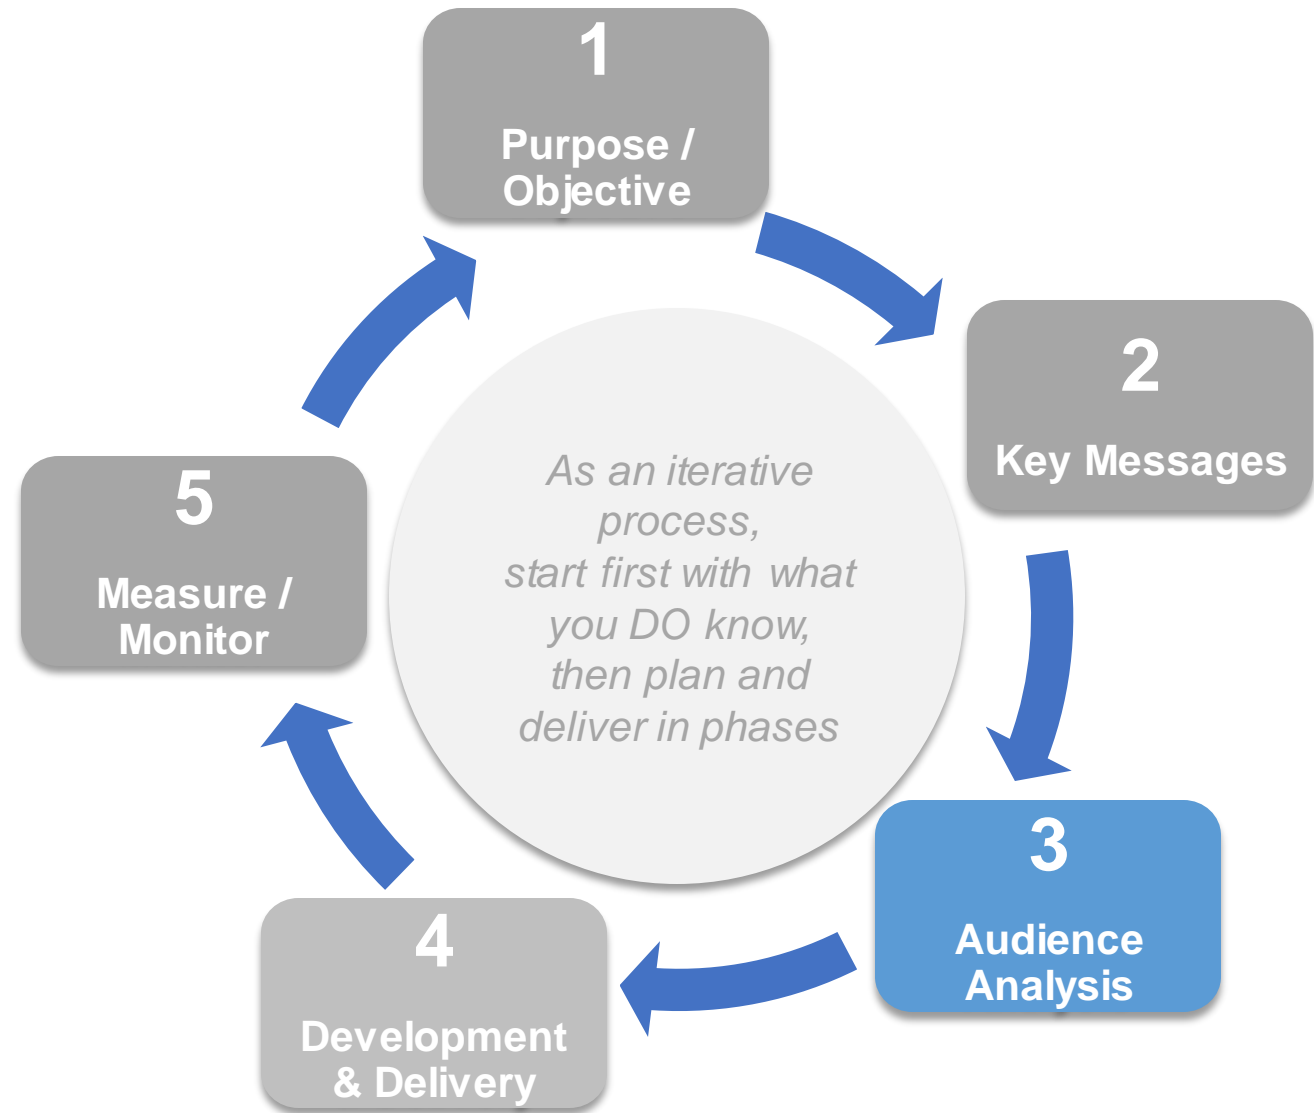 1
Purpose /
Objective
2
Key Messages
3
Audience
Analysis
4
Development
& Delivery
5
Measure /
Monitor
As an iterative
process,
start first with what
you DO know,
then plan and
deliver in phases